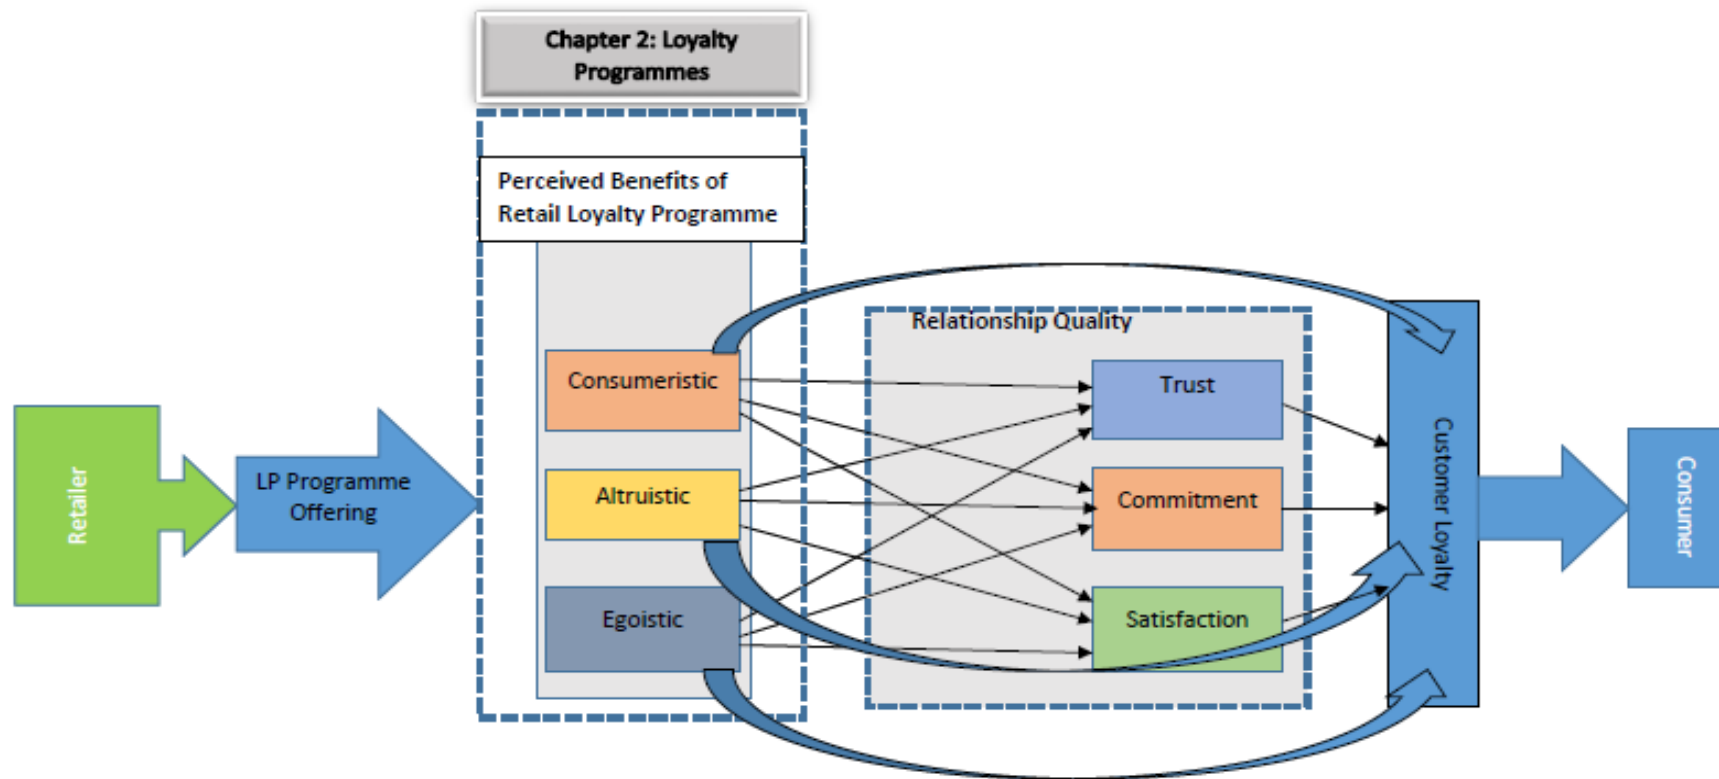 Chapter 2: Loyalty
Programmes
Perceived Benefits of
Retail Loyalty Programme
Relationship Quality
Consumeristic
Trust
Retailer
LP Programme
Offering
Altruistic
Commitment
Customer Loyalty
Consumer
Egoistic
Satisfaction